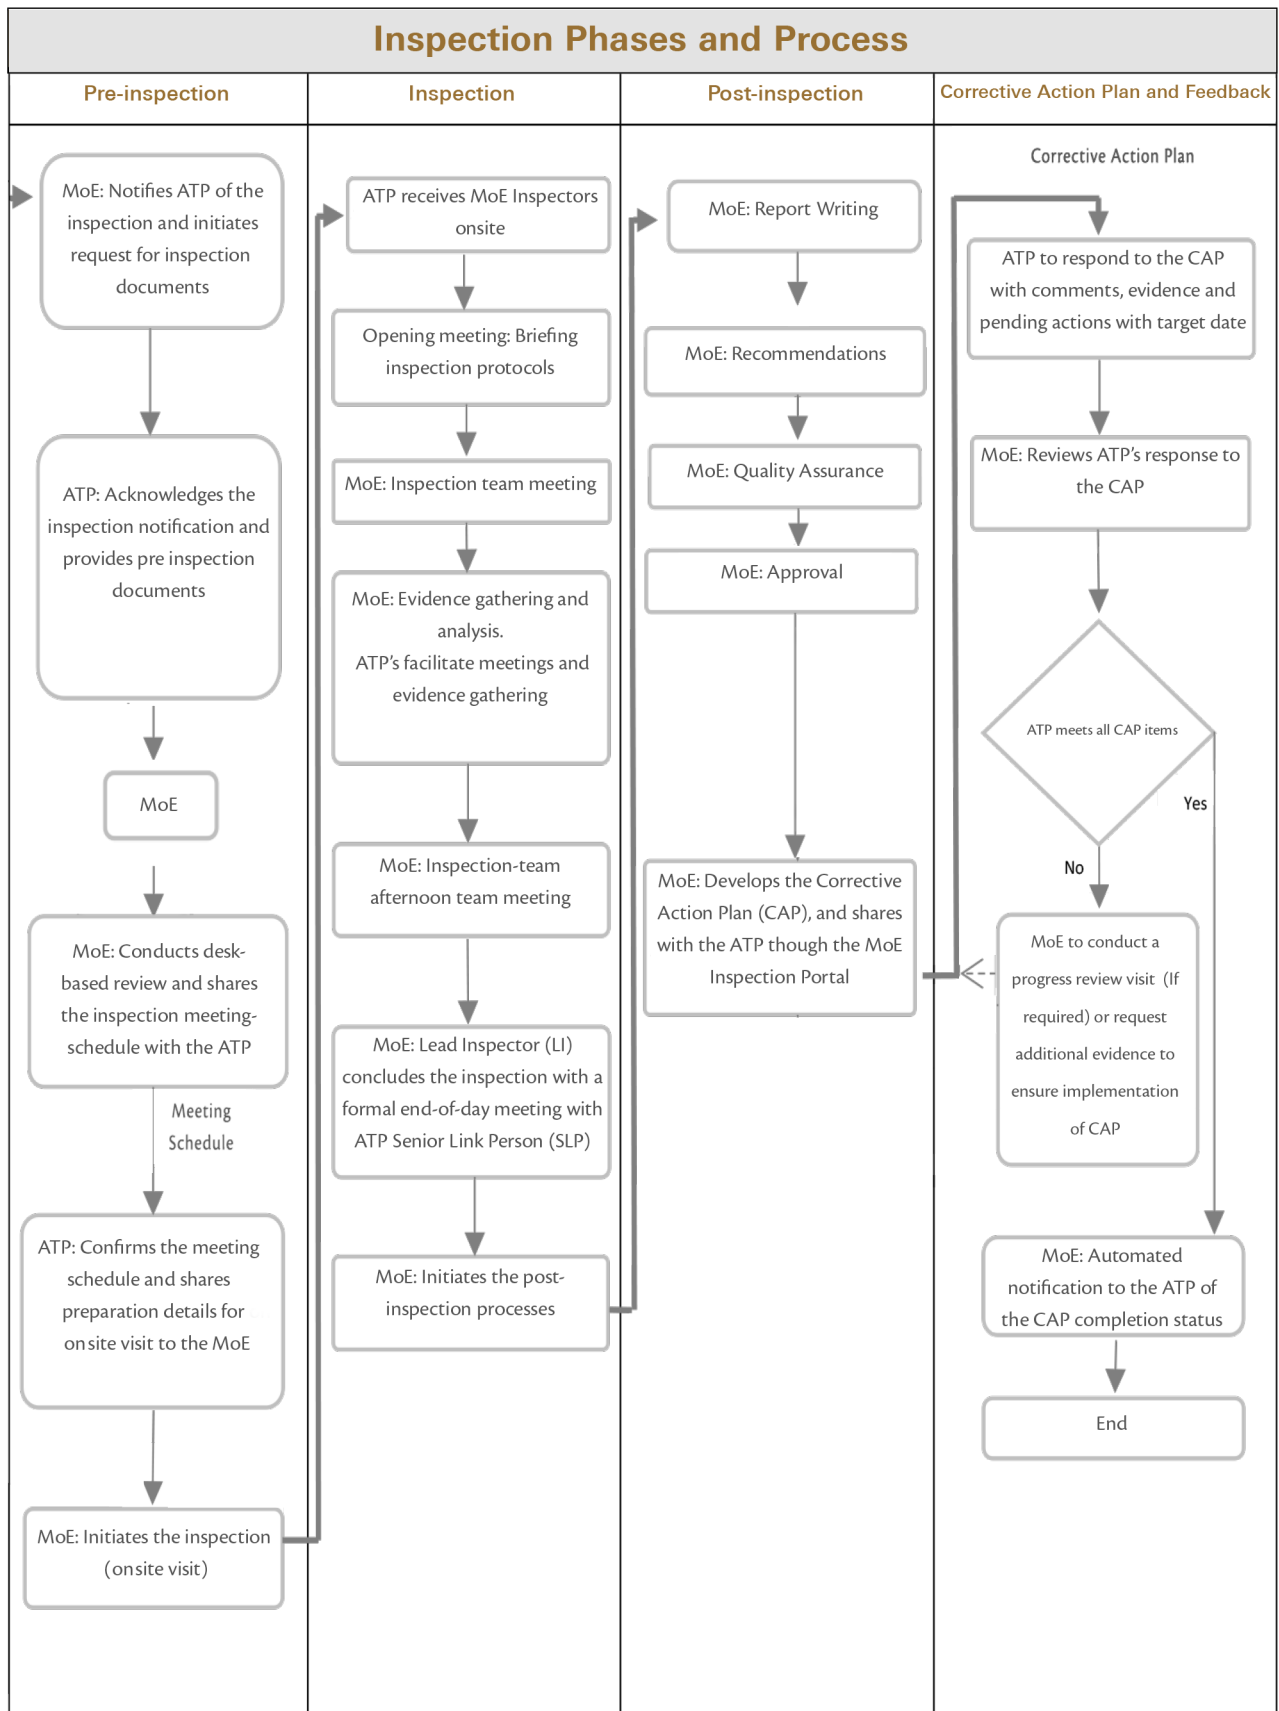 Inspection Phases and Process
Pre-inspection
MoE: Notifies ATP of the
inspection and initiates
request for inspection
documents
ATP: Acknowledges the
inspection notification and
provides pre inspection
documents
MoE
MoE: Conducts desk-
based review and shares
the inspection meeting-
schedule with the ATP
Meeting
Schedule
ATP: Confirms the meeting
schedule and shares
preparation details for
onsite visit to the MoE
MoE: Initiates the inspection
(onsite visit)
Inspection
ATP receives MoE Inspectors
onsite
Opening meeting: Briefing
inspection protocols
MoE: Inspection team meeting
MoE: Evidence gathering and
analysis.
ATP's facilitate meetings and
evidence gathering
MoE: Inspection-team
afternoon team meeting
MoE: Lead Inspector (LI)
concludes the inspection with a
formal end-of-day meeting with
ATP Senior Link Person (SLP)
MoE: Initiates the post-
inspection processes
Post-inspection
MoE: Report Writing
MoE: Recommendations
MoE: Quality Assurance
MoE: Approval
MoE: Develops the Corrective
Action Plan (CAP), and shares
with the ATP though the MoE
Inspection Portal
Corrective Action Plan and Feedback
Corrective Action Plan
ATP to respond to the CAP
with comments, evidence and
pending actions with target date
MoE: Reviews ATP's response to
the CAP
ATP meets all CAP items
Yes
No
MoE to conduct a
progress review visit (If
required) or request
additional evidence to
ensure implementation
of CAP
MoE: Automated
notification to the ATP of
the CAP completion status
End